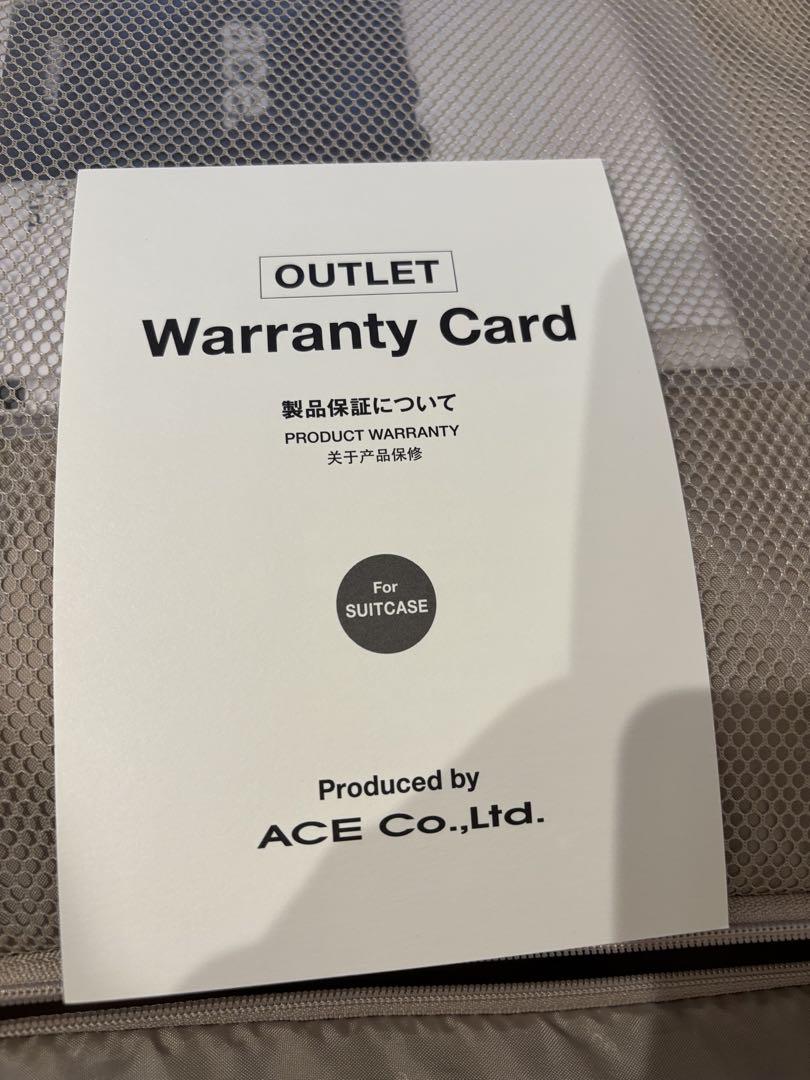 OUTLET
Warranty Card
製品保証について
PRODUCT WARRANTY
关于产品保修
For
SUITCASE
Produced by
ACE Co.,Ltd.